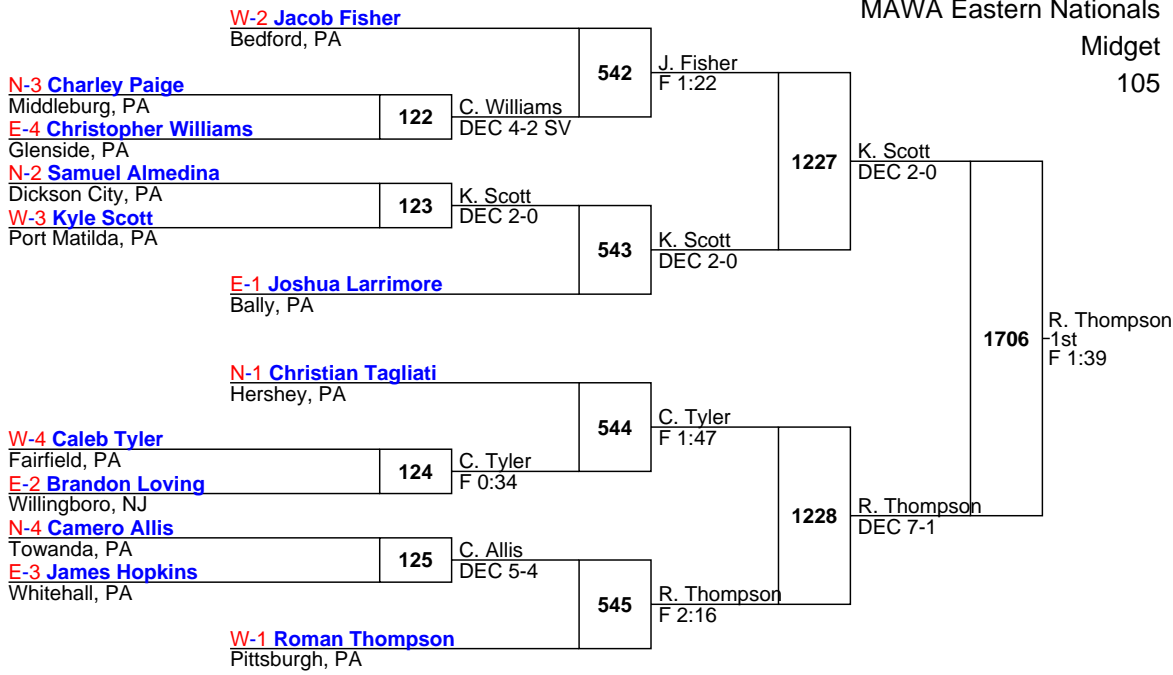 MAWA Eastern Nationals
Midget
105
W-2 Jacob Fisher
Bedford, PA
542
J. Fisher
F 1:22
N-3 Charley Paige
Middleburg, PA
122
C. Williams
DEC 4-2 SV
E-4 Christopher Williams
Glenside, PA
1227
K. Scott
DEC 2-0
N-2 Samuel Almedina
Dickson City, PA
123
K. Scott
DEC 2-0
W-3 Kyle Scott
Port Matilda, PA
543
K. Scott
DEC 2-0
E-1 Joshua Larrimore
Bally, PA
1706
R. Thompson
1st
F 1:39
N-1 Christian Tagliati
Hershey, PA
544
C. Tyler
F 1:47
W-4 Caleb Tyler
Fairfield, PA
124
C. Tyler
F 0:34
E-2 Brandon Loving
Willingboro, NJ
1228
R. Thompson
DEC 7-1
N-4 Camero Allis
Towanda, PA
125
C. Allis
DEC 5-4
E-3 James Hopkins
Whitehall, PA
545
R. Thompson
F 2:16
W-1 Roman Thompson
Pittsburgh, PA